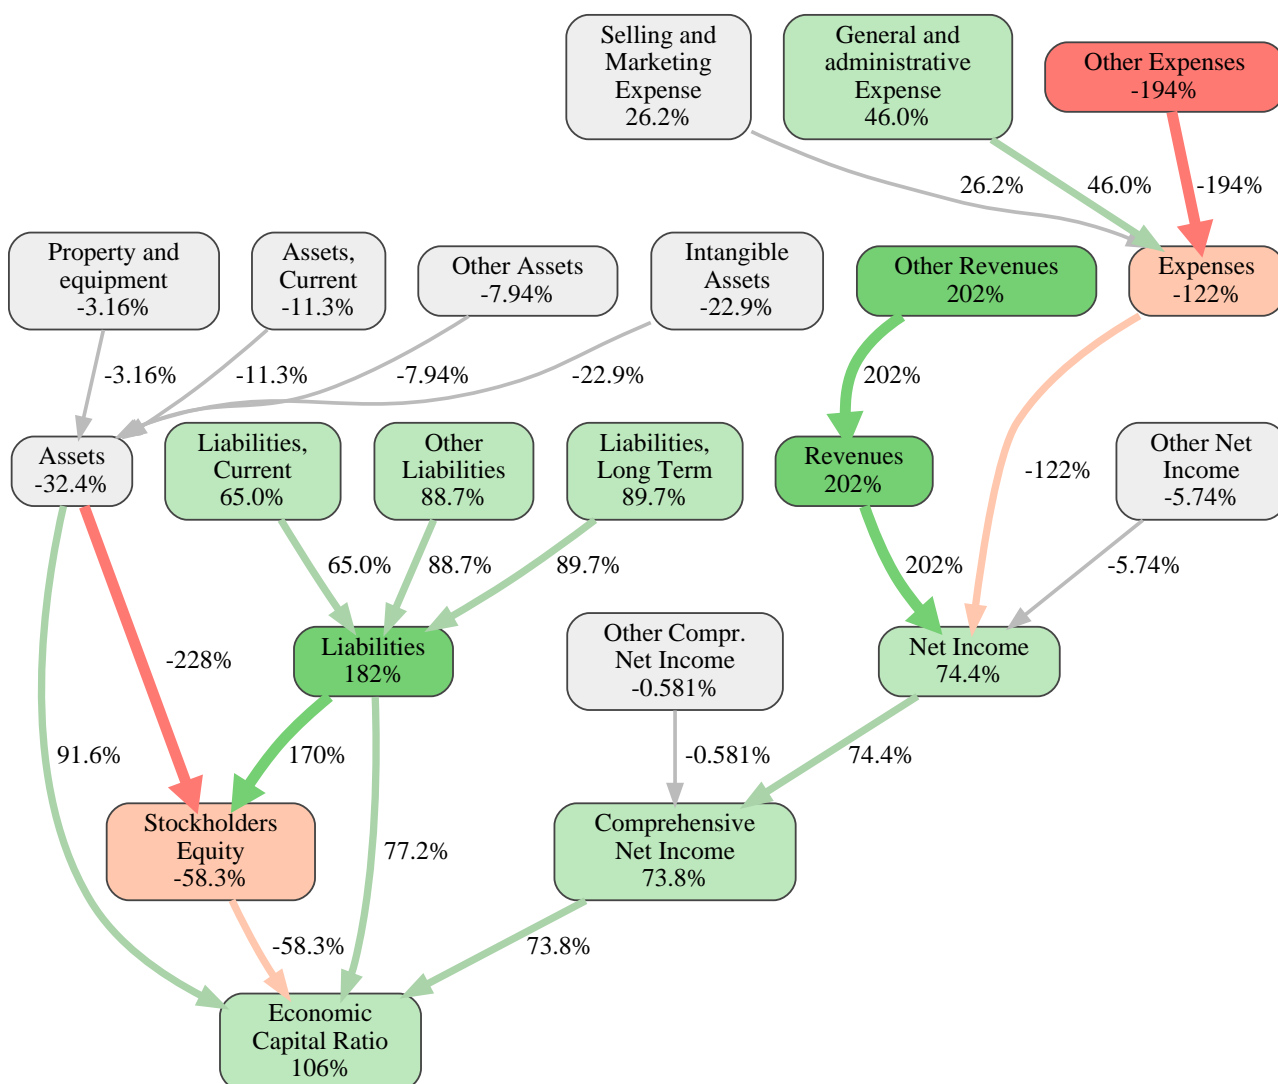 Selling and
Marketing
Expense
26.2%
General and
administrative
Expense
46.0%
Other Expenses
-194%
26.2%
46.0%
-194%
Property and
equipment
-3.16%
Assets,
Current
-11.3%
Other Assets
-7.94%
Intangible
Assets
-22.9%
Other Revenues
202%
Expenses
-122%
-3.16%
-11.3%
-7.94%
-22.9%
202%
Assets
-32.4%
Liabilities,
Current
65.0%
Other
Liabilities
88.7%
Liabilities,
Long Term
89.7%
Revenues
202%
-122%
Other Net
Income
-5.74%
65.0%
88.7%
89.7%
202%
-5.74%
-228%
Liabilities
182%
Other Compr.
Net Income
-0.581%
Net Income
74.4%
91.6%
170%
-0.581%
74.4%
Stockholders
Equity
-58.3%
77.2%
Comprehensive
Net Income
73.8%
-58.3%
73.8%
Economic
Capital Ratio
106%